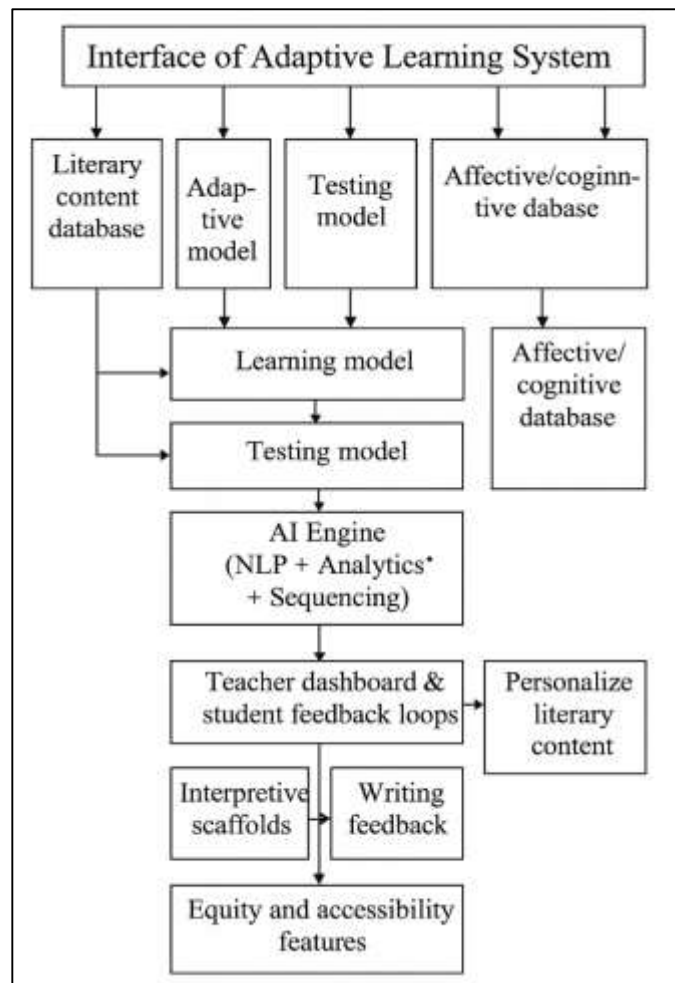 Interface of Adaptive Learning System
Literary
content
database
Adap-
tive
model
Testing
model
Affective/coginn-
tive dabase
Learning model
Affective/
cognitive
database
Testing model
AI Engine
(NLP + Analytics•
+ Sequencing)
Teacher dashboard &
student feedback loops
Personalize
literary
content
Interpretive
scaffolds
Writing
feedback
Equity and accessibility
features